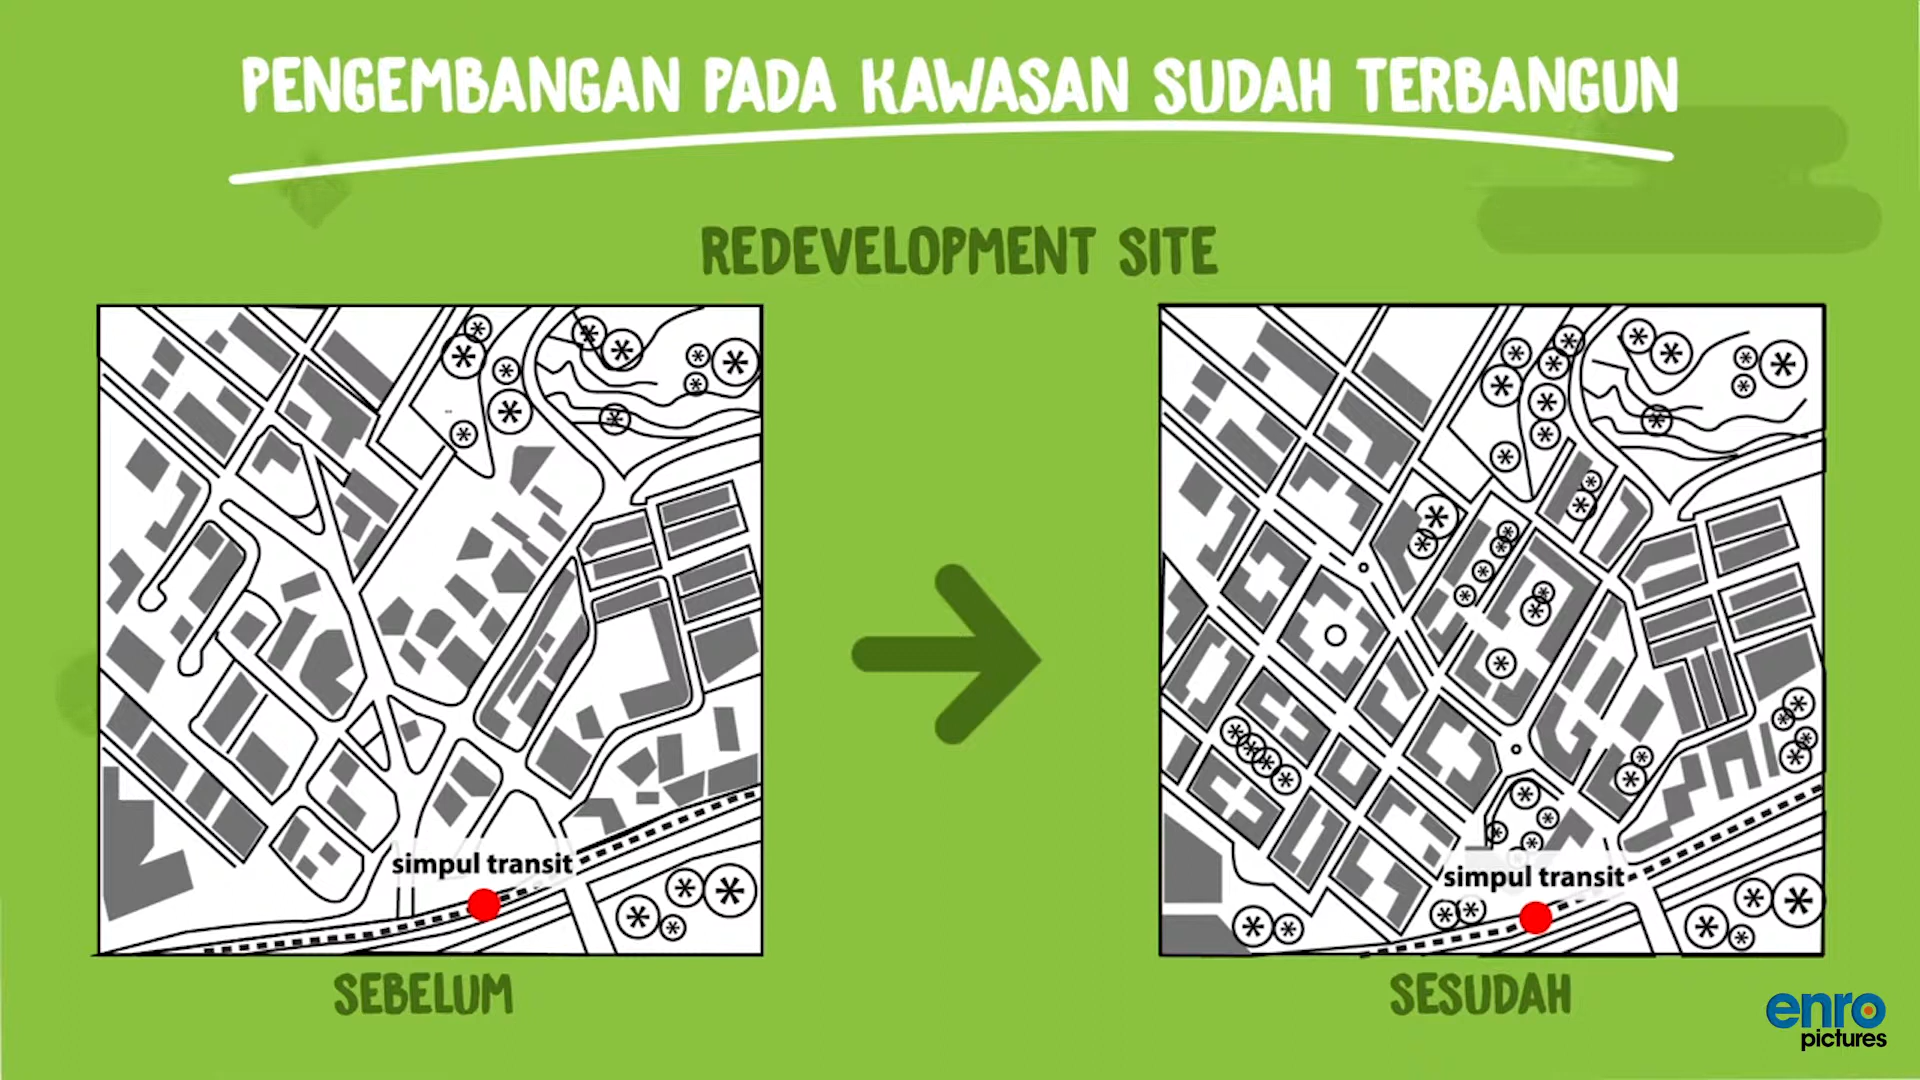 PENGEMBANGAN PADA KAWASAN SUDAH TERBANGUN
REDEVELOPMENT SITE
simpul transit
simpul transit
SEBELUM
SESUDAH
enro
pictures